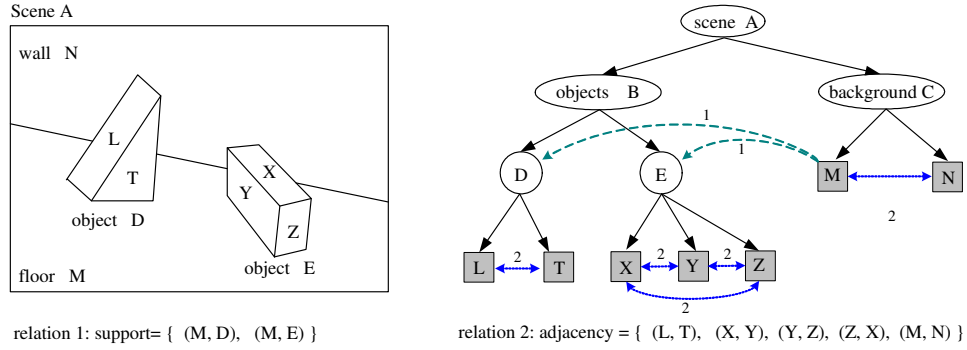 Scene A
wall N
L
T
X
Y
Z
object D
object E
floor M
relation 1: support= { (M, D), (M, E) }
scene A
objects B
background C
1
1
D
E
M
N
2
L
2
T
X
2
Y
2
Z
2
relation 2: adjacency = { (L, T), (X, Y), (Y, Z), (Z, X), (M, N) }